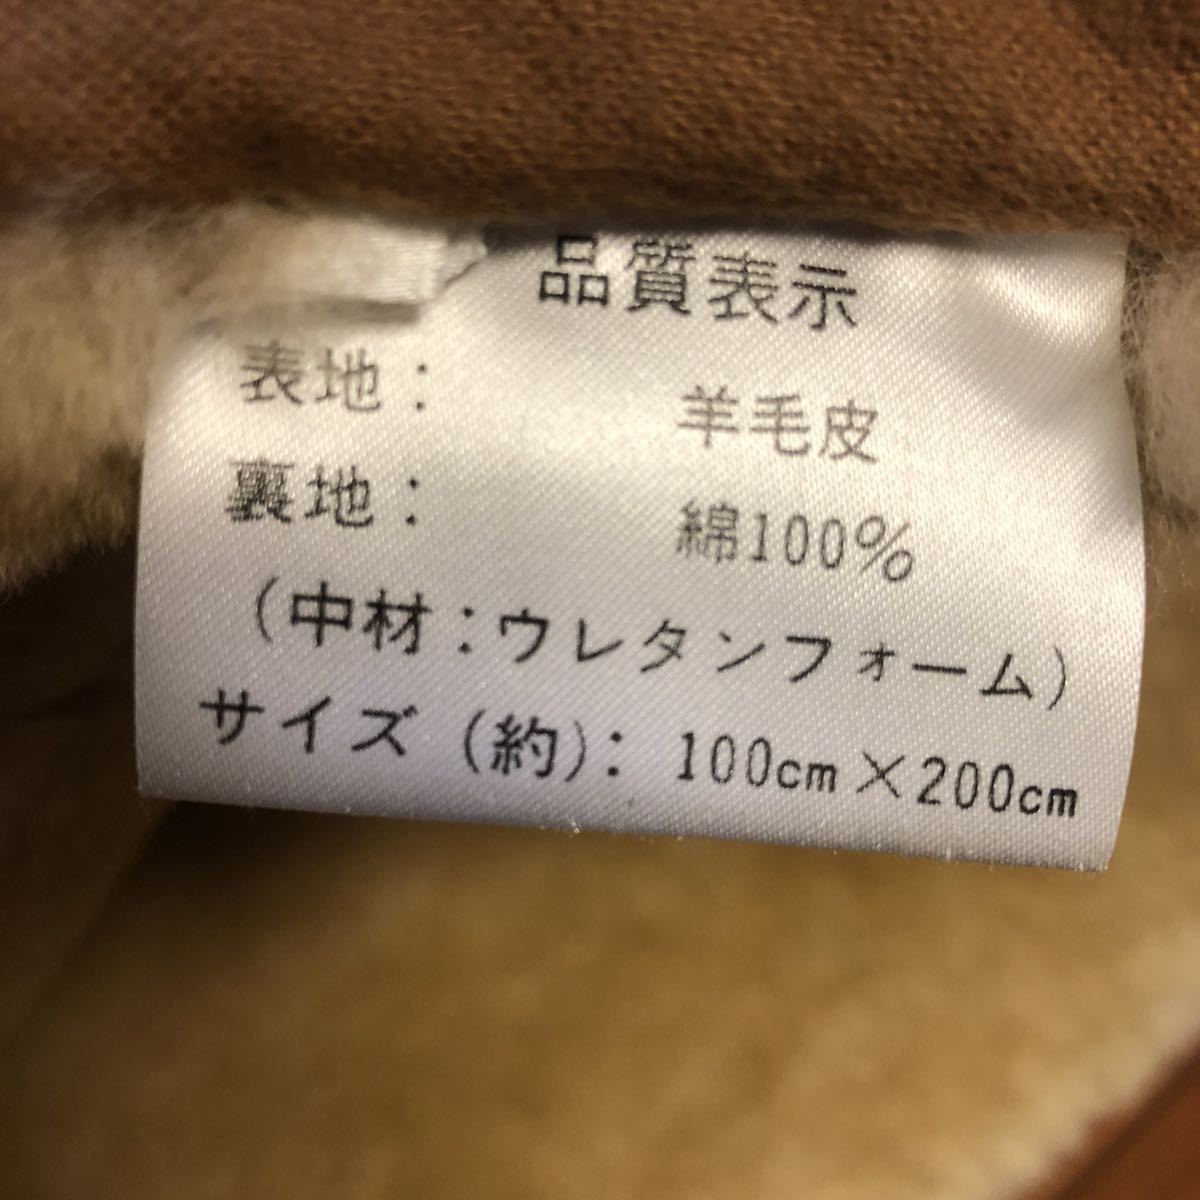 品質表示
表地: 羊毛皮
裏地: 綿100%
(中材:ウレタンフォーム)
サイズ (約): 100cm×200cm